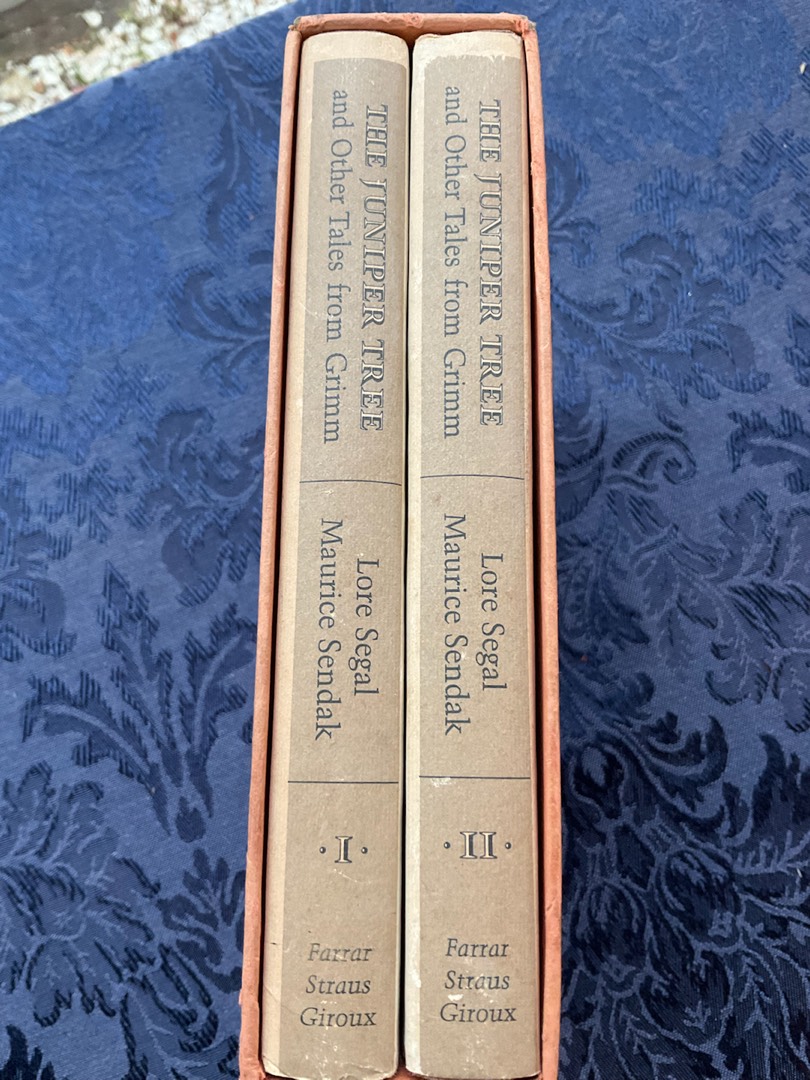 THE JUNIPER TREE
and Other Tales from Grimm
Lore Segal
Maurice Sendak
· I ·
Farrar
Straus
Giroux
THE JUNIPER TREE
and Other Tales from Grimm
Lore Segal
Maurice Sendak
· II ·
Farrar
Straus
Giroux